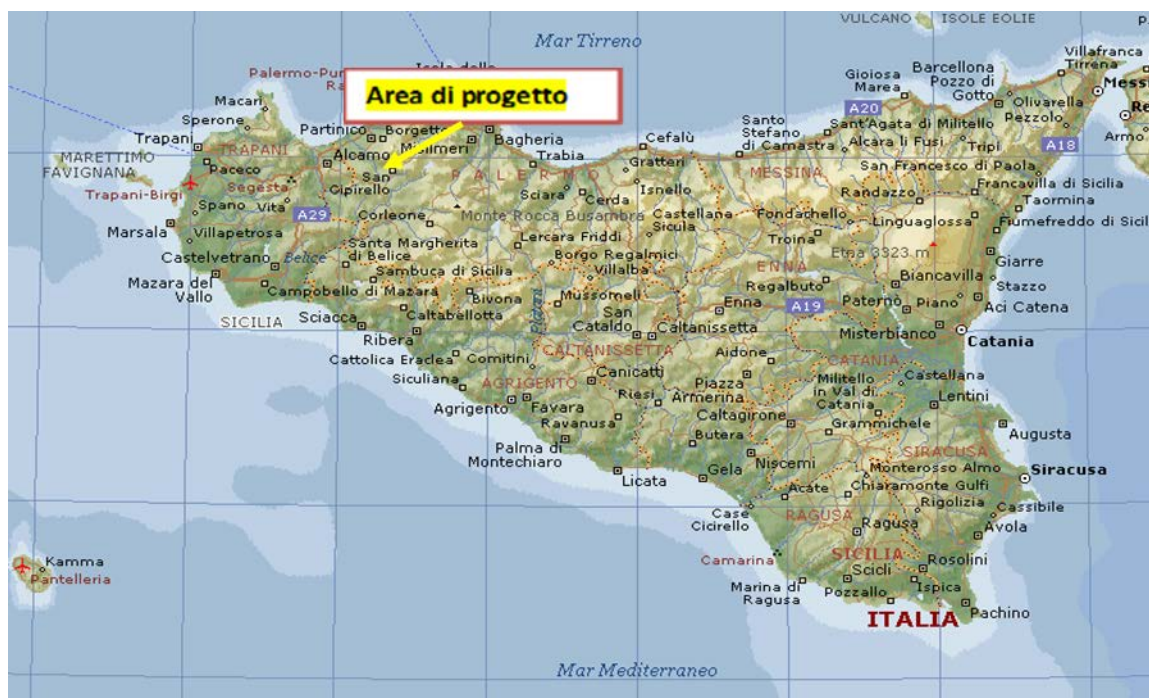 VULCANO
ISOLE EOLIE
Mar Tirreno
Area di progetto
Macari
Sperone
Trapani
TRAPANI
Paceco
MARETTIMO
FAVIGNANA
Trapani-Birgi
Segesta
Spano
Vita
Marsala
Villapetrosa
Castelvetrano
Mazara del
Vallo
Campobello di Mazara
SICILIA
Partinico
Borgetto
Alcamo
San
Cipirello
Bagheria
Trabia
Cefalù
Santo
Stefano
di Camastra
Gioiosa
Marea
Barcellona
Pozzo di
Gotto
Villafranca
Tirrena
A20
Olivarella
Pezzolo
Armo
A18
Sant'Agata di Militello
Alcara li Fusi
Tripi
San Francesco di Paola
Francavilla di Sicilia
Randazzo
Taormina
Linguaglossa
Fiumefreddo di Sicil
MESSINA
PALERMO
Gratteri
Sciara
Cerda
Isnello
A29
Corleone
Monte Rocca Busambra
Castellana
Sicula
Fondachello
Troina
Etna 3323 m
Giarre
Santa Margherita
di Belice
Belice
Lercara Friddi
Borgo Regalmici
Villalba
Sambuca di Sicilia
ENNA
Regalbuto
Biancavilla
Stazzo
Bivona
Mussomeli
Enna
A19
Paternò
Piano
Aci Catena
Sciacca
Caltabellotta
Ribera
Platani
San
Cataldo
Caltanissetta
Misterbianco
Catania
Cattolica Eraclea
Comitini
CALTANISSETTA
Aidone
CATANIA
Siculiana
AGRIGENTO
Canicattì
Piazza
Armerina
Militello
in Val di
Catania
Castellana
Lentini
Agrigento
Favara
Ravanusa
Riesi
Caltagirone
Grammichele
Augusta
Palma di
Montechiaro
Butera
SIRACUSA
Licata
Gela
Niscemi
Monterosso Almo
Siracusa
Acate
Chiaramonte Gulfi
Rigolizia
Cassibile
Case
Cicirello
RAGUSA
Ragusa
Avola
Kamma
Pantelleria
Camarina
SICILIA
Scicli
Rosolini
Marina di
Ragusa
Pozzallo
Ispica
Pachino
ITALIA
Mar Mediterraneo